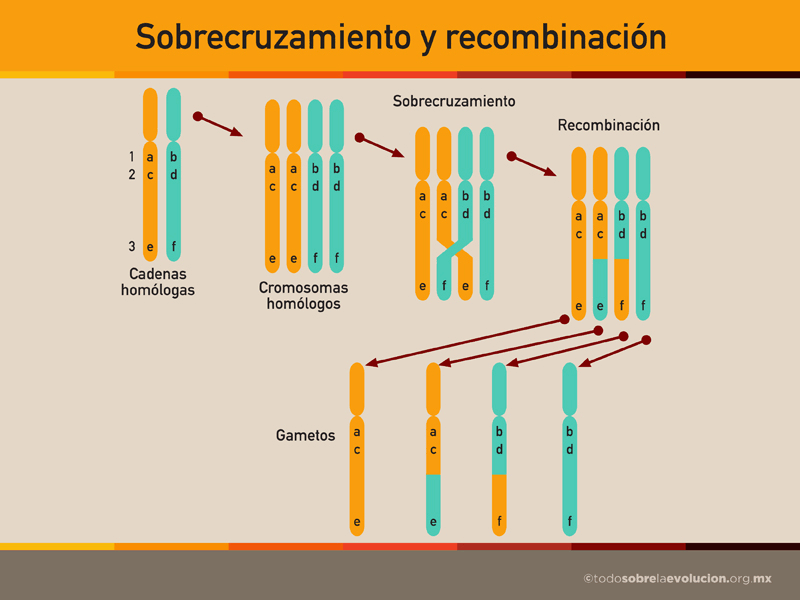 Sobrecruzamiento y recombinación
Sobrecruzamiento
Recombinación
1 a b
2 c d
3 e f
Cadenas
homólogas
a a b b
c c d d
e e f f
Cromosomas
homólogos
a a b b
c c d d
e f e f
a a b b
c c d d
e e f f
Gametos
a a b b
c c d d
e e f f
©todosobrelaevolucion.org.mx